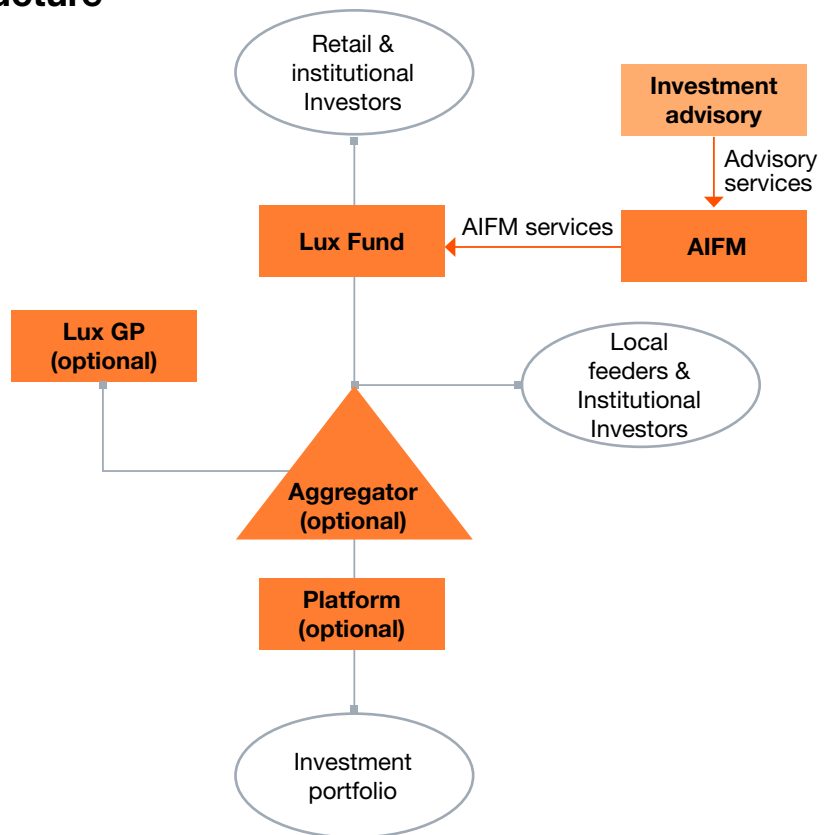 Retail &
institutional
Investors
Investment
advisory
Advisory
services
Lux Fund
AIFM services
AIFM
Lux GP
(optional)
Local
feeders &
Institutional
Investors
Aggregator
(optional)
Platform
(optional)
Investment
portfolio